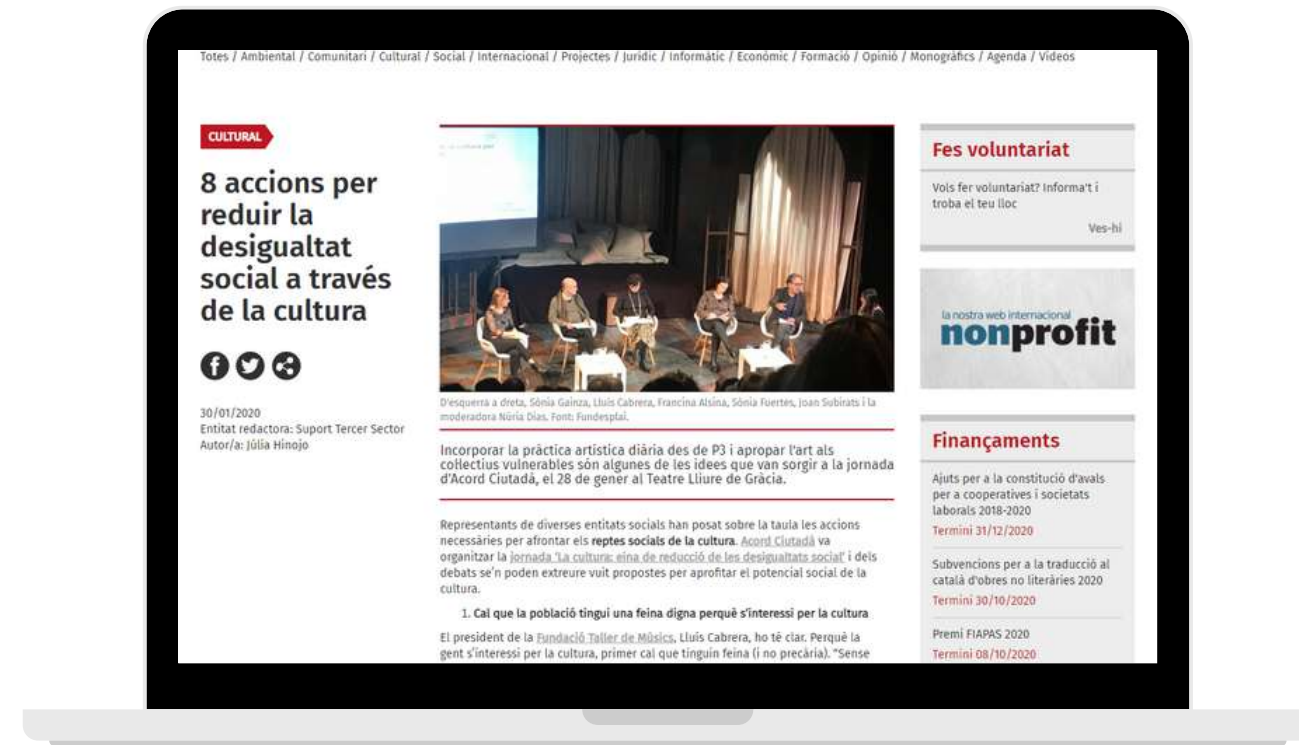 Totes / Ambiental / Comunitari / Cultural / Social / Internacional / Projectes / Jurídic / Informàtic / Econòmic / Formació / Opinió / Monogràfics / Agenda / Vídeos
CULTURAL
8 accions per
reduir la
desigualtat
social a través
de la cultura
30/01/2020
Entitat redactora: Suport Tercer Sector
Autor/a: Júlia Hinojo
D'esquerra a dreta, Sònia Gainza, Lluís Cabrera, Francina Alsina, Sònia Fuertes, Joan Subirats i la
moderadora Núria Dias. Font: Fundesplai.
Incorporar la pràctica artística diària des de P3 i apropar l'art als
col·lectius vulnerables són algunes de les idees que van sorgir a la jornada
d'Acord Ciutadà, el 28 de gener al Teatre Lliure de Gràcia.
Representants de diverses entitats socials han posat sobre la taula les accions
necessàries per afrontar els reptes socials de la cultura. Acord Ciutadà va
organitzar la jornada 'La cultura: eina de reducció de les desigualtats social' i dels
debats se'n poden extreure vuit propostes per aprofitar el potencial social de la
cultura.
1. Cal que la població tingui una feina digna perquè s'interessi per la cultura
El president de la Fundació Taller de Músics, Lluís Cabrera, ho té clar. Perquè la
gent s'interessi per la cultura, primer cal que tinguin feina (i no precària). "Sense
Fes voluntariat
Vols fer voluntariat? Informa't i
troba el teu lloc
Ves-hi
la nostra web internacional
nonprofit
Finançaments
Ajuts per a la constitució d'avals
per a cooperatives i societats
laborals 2018-2020
Termini 31/12/2020
Subvencions per a la traducció al
català d'obres no literàries 2020
Termini 30/10/2020
Premi FIAPAS 2020
Termini 08/10/2020